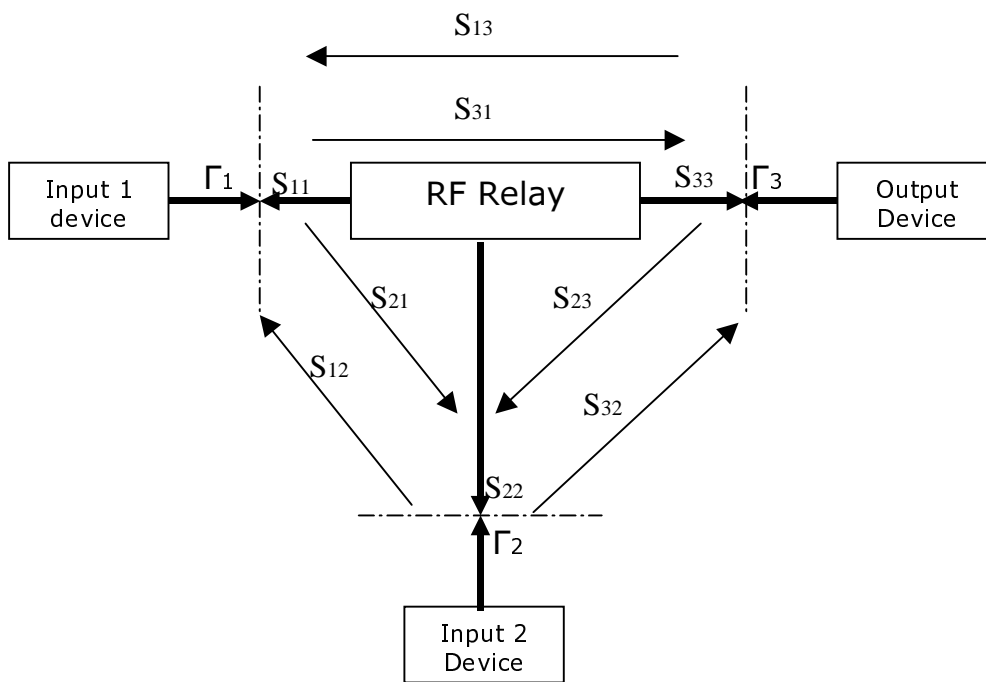 S13
S31
Input 1
device
Γ1
S11
RF Relay
S33
Γ3
Output
Device
S21
S23
S12
S32
S22
Γ2
Input 2
Device